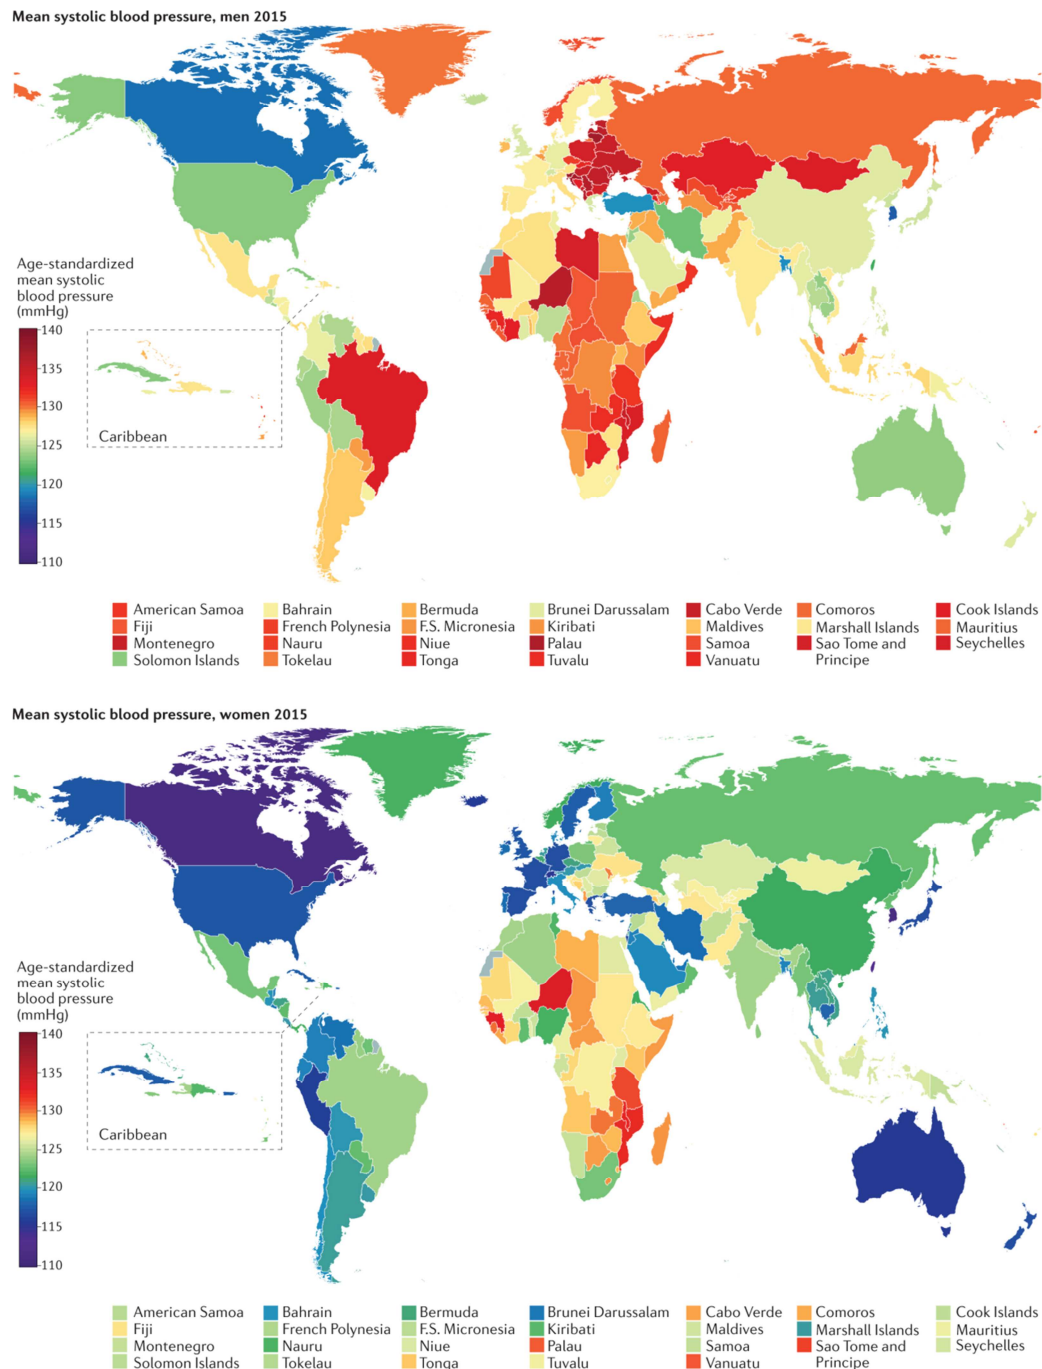 Mean systolic blood pressure, men 2015
Age-standardized
mean systolic
blood pressure
(mmHg)
140
135
130
125
120
115
110
Caribbean
American Samoa Bahrain Bermuda Brunei Darussalam Cabo Verde Comoros Cook Islands
Fiji French Polynesia F.S. Micronesia Kiribati Maldives Marshall Islands Mauritius
Montenegro Nauru Niue Palau Samoa Sao Tome and Seychelles
Solomon Islands Tokelau Tonga Tuvalu Vanuatu Principe
Mean systolic blood pressure, women 2015
Age-standardized
mean systolic
blood pressure
(mmHg)
140
135
130
125
120
115
110
Caribbean
American Samoa Bahrain Bermuda Brunei Darussalam Cabo Verde Comoros Cook Islands
Fiji French Polynesia F.S. Micronesia Kiribati Maldives Marshall Islands Mauritius
Montenegro Nauru Niue Palau Samoa Sao Tome and Seychelles
Solomon Islands Tokelau Tonga Tuvalu Vanuatu Principe